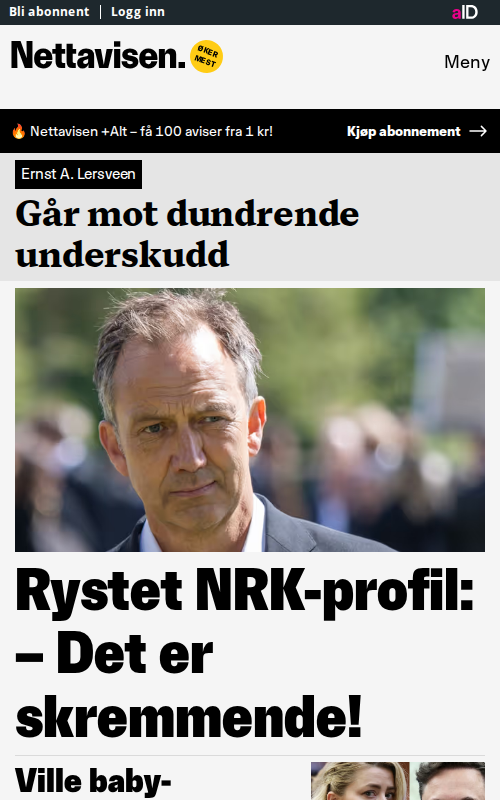 Bli abonnent | Logg inn
aID
Nettavisen.
ØKER
MEST
Meny
🔥 Nettavisen +Alt – få 100 aviser fra 1 kr!
Kjøp abonnement →
Ernst A. Lersveen
Går mot dundrende
underskudd
Rystet NRK-profil:
– Det er
skremmende!
Ville baby-